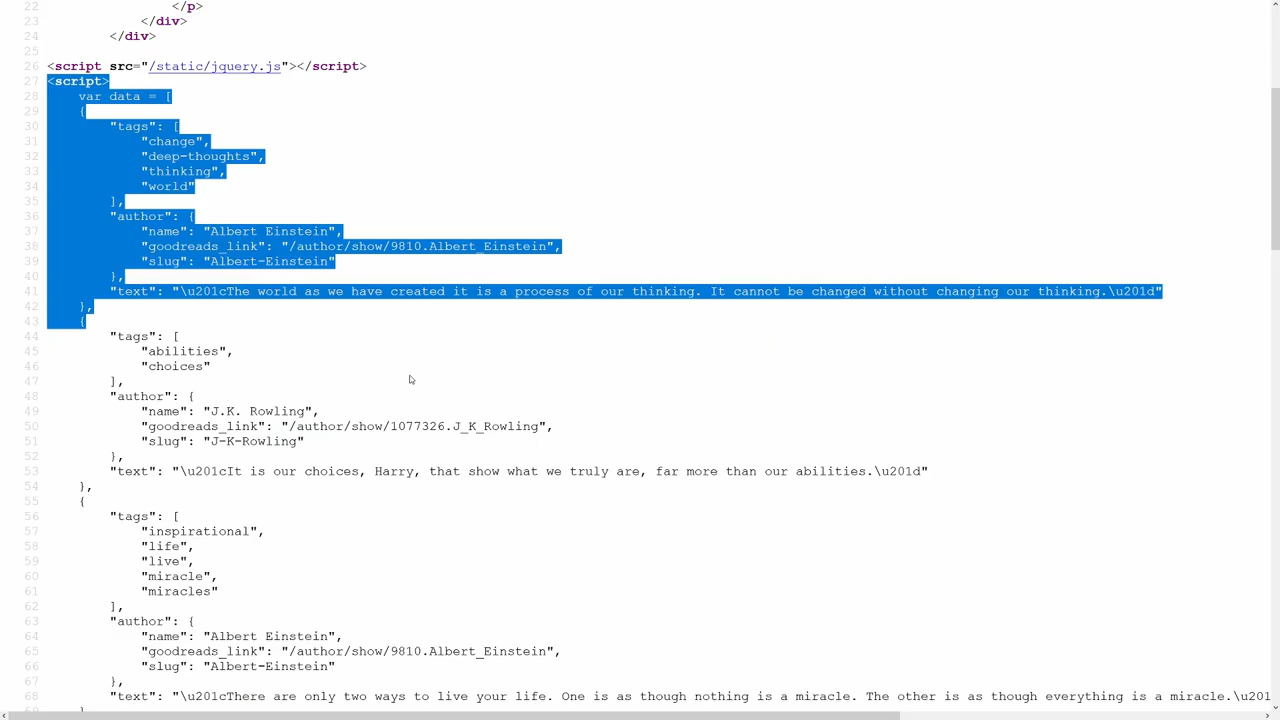 22                 </p>
23             </div>
24         </div>
25
26 <script src="/static/jquery.js"></script>
27 <script>
28     var data = [
29     {
30         "tags": [
31             "change",
32             "deep-thoughts",
33             "thinking",
34             "world"
35         ],
36         "author": {
37             "name": "Albert Einstein",
38             "goodreads_link": "/author/show/9810.Albert_Einstein",
39             "slug": "Albert-Einstein"
40         },
41         "text": "\u201cThe world as we have created it is a process of our thinking. It cannot be changed without changing our thinking.\u201d"
42     },
43     {
44         "tags": [
45             "abilities",
46             "choices"
47         ],
48         "author": {
49             "name": "J.K. Rowling",
50             "goodreads_link": "/author/show/1077326.J_K_Rowling",
51             "slug": "J-K-Rowling"
52         },
53         "text": "\u201cIt is our choices, Harry, that show what we truly are, far more than our abilities.\u201d"
54     },
55     {
56         "tags": [
57             "inspirational",
58             "life",
59             "live",
60             "miracle",
61             "miracles"
62         ],
63         "author": {
64             "name": "Albert Einstein",
65             "goodreads_link": "/author/show/9810.Albert_Einstein",
66             "slug": "Albert-Einstein"
67         },
68         "text": "\u201cThere are only two ways to live your life. One is as though nothing is a miracle. The other is as though everything is a miracle.\u201